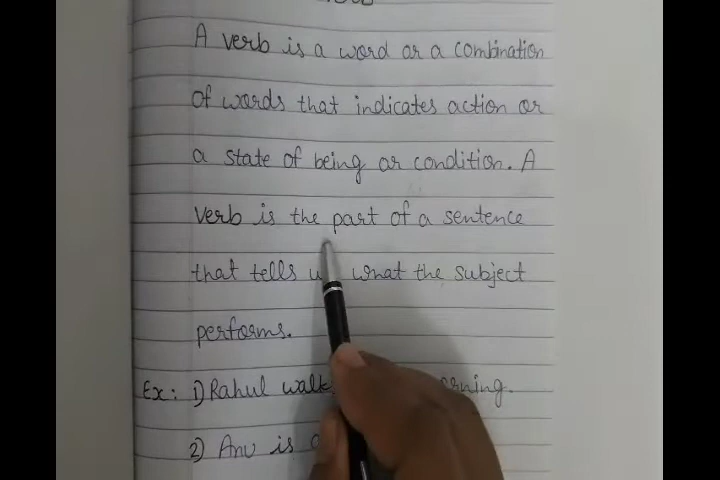 A verb is a word or a combination
of words that indicates action or
a state of being or condition. A
verb is the part of a sentence
that tells what the subject
performs.
Ex: 1) Rahul
2) Anu is